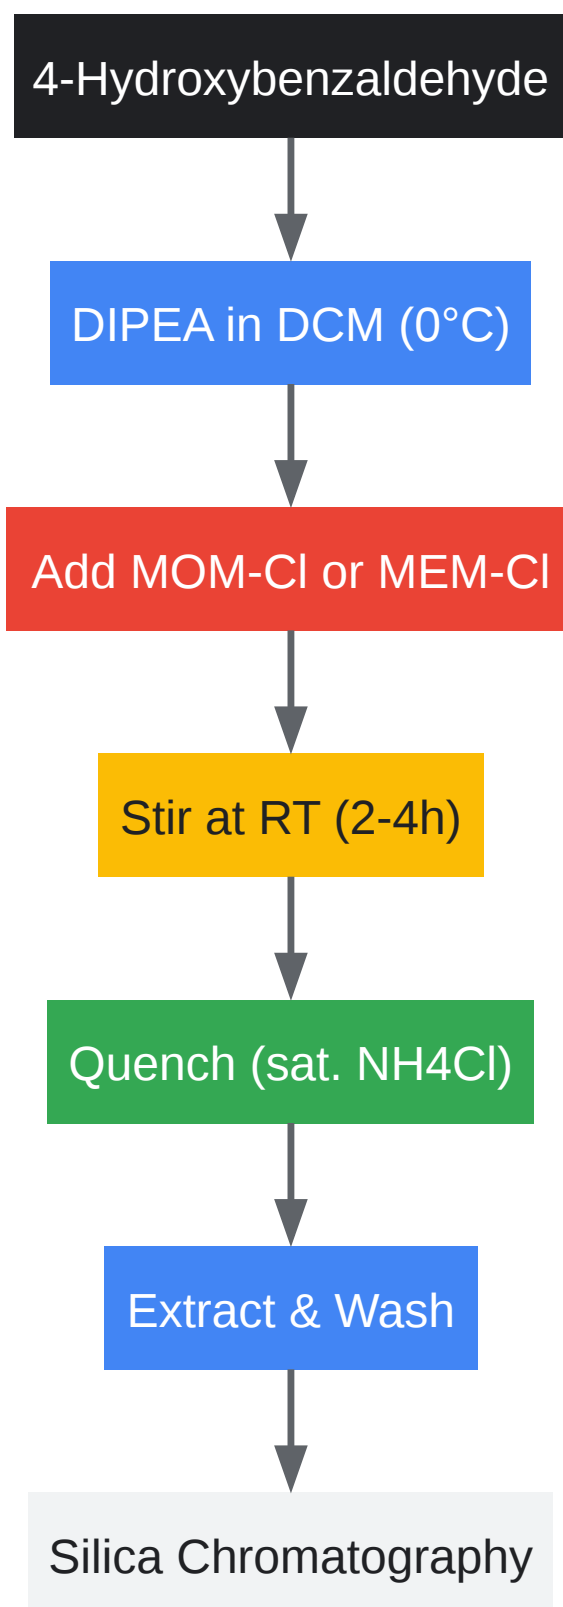 4-Hydroxybenzaldehyde
DIPEA in DCM (0°C)
Add MOM-Cl or MEM-Cl
Stir at RT (2-4h)
Quench (sat. NH4Cl)
Extract & Wash
Silica Chromatography